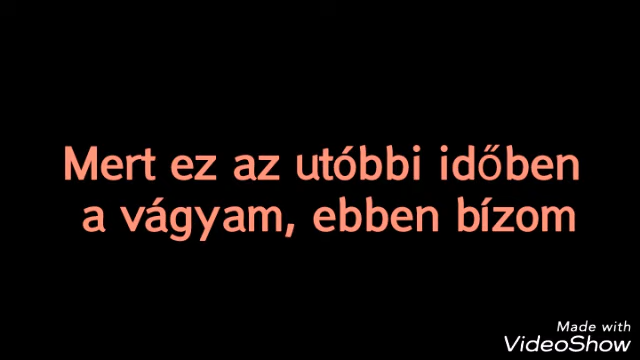 Mert ez az utóbbi időben
a vágyam, ebben bízom
Made with
VideoShow